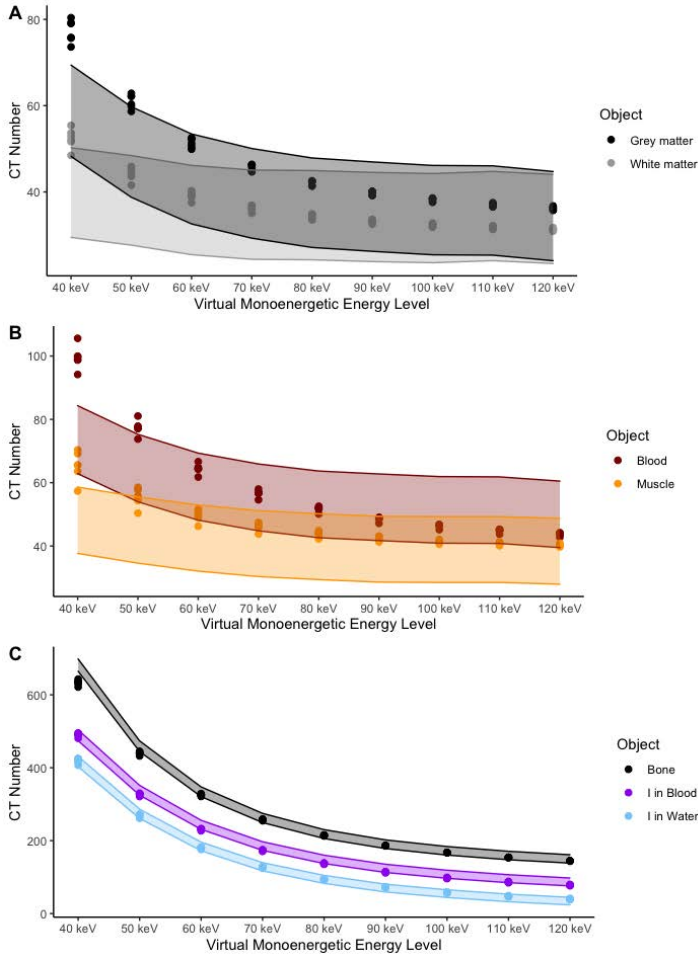 A
80
60
40
CT Number
40 keV 50 keV 60 keV 70 keV 80 keV 90 keV 100 keV 110 keV 120 keV
Virtual Monoenergetic Energy Level
Object
Grey matter
White matter
B
100
80
60
40
CT Number
40 keV 50 keV 60 keV 70 keV 80 keV 90 keV 100 keV 110 keV 120 keV
Virtual Monoenergetic Energy Level
Object
Blood
Muscle
C
600
400
200
0
CT Number
40 keV 50 keV 60 keV 70 keV 80 keV 90 keV 100 keV 110 keV 120 keV
Virtual Monoenergetic Energy Level
Object
Bone
I in Blood
I in Water